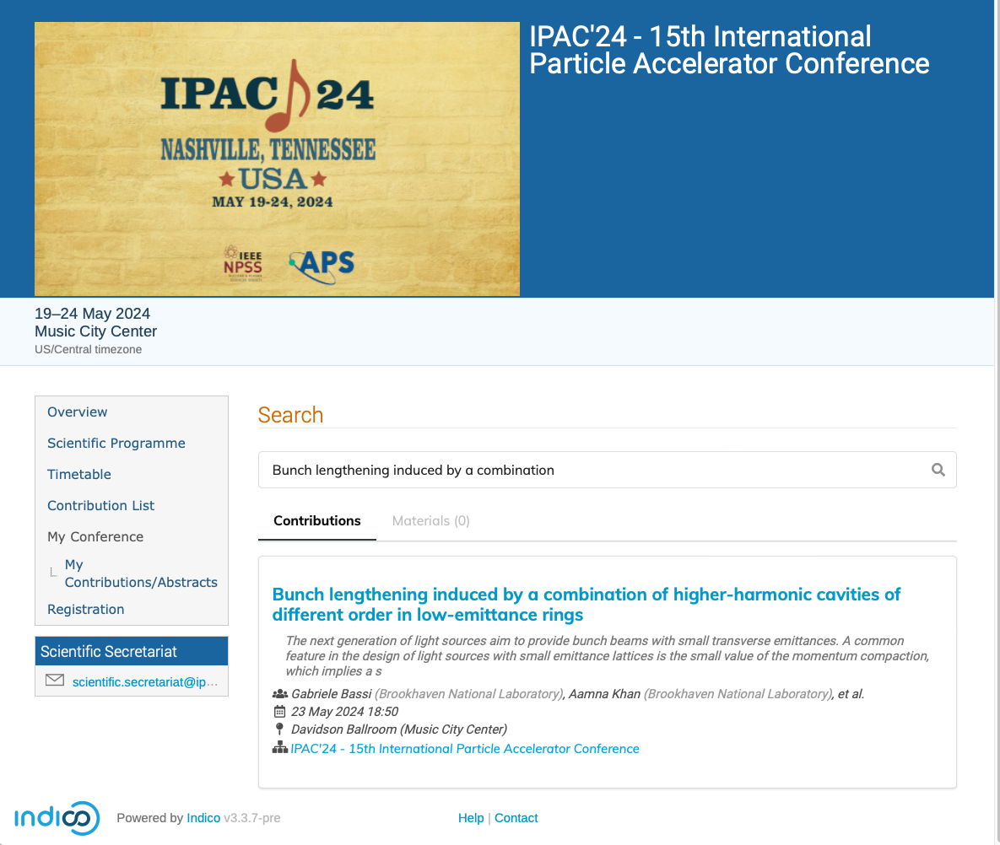 IPAC 24
NASHVILLE, TENNESSEE
USA
MAY 19-24, 2024
IEEE
NPSS
APS
IPAC'24 - 15th International
Particle Accelerator Conference
19–24 May 2024
Music City Center
US/Central timezone
Overview
Scientific Programme
Timetable
Contribution List
My Conference
My
Contributions/Abstracts
Registration
Scientific Secretariat
scientific.secretariat@ip...
Search
Bunch lengthening induced by a combination
Contributions
Materials (0)
Bunch lengthening induced by a combination of higher-harmonic cavities of
different order in low-emittance rings
The next generation of light sources aim to provide bunch beams with small transverse emittances. A common
feature in the design of light sources with small emittance lattices is the small value of the momentum compaction,
which implies a s
Gabriele Bassi (Brookhaven National Laboratory), Aamna Khan (Brookhaven National Laboratory), et al.
23 May 2024 18:50
Davidson Ballroom (Music City Center)
IPAC'24 - 15th International Particle Accelerator Conference
indico
Powered by Indico v3.3.7-pre
Help | Contact